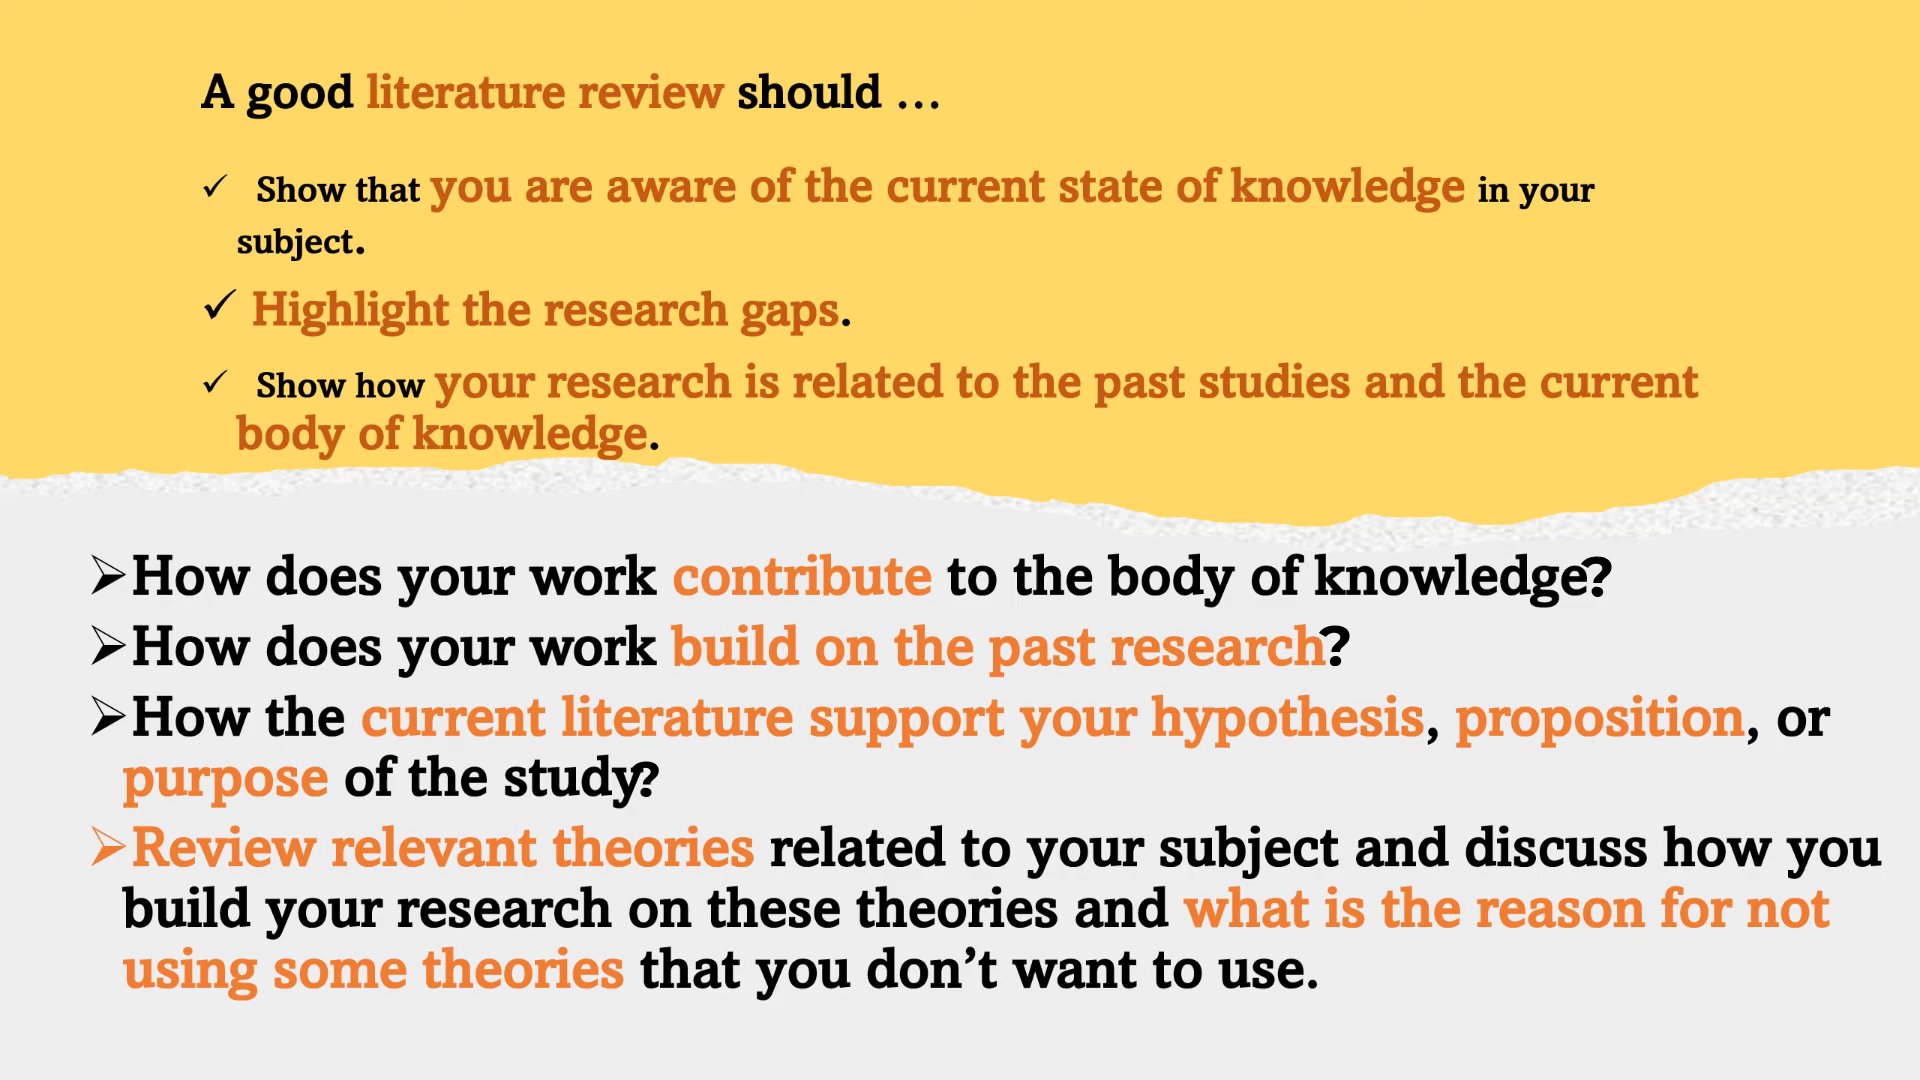 A good literature review should …
✓ Show that you are aware of the current state of knowledge in your
subject.
✓ Highlight the research gaps.
✓ Show how your research is related to the past studies and the current
body of knowledge.
➢How does your work contribute to the body of knowledge?
➢How does your work build on the past research?
➢How the current literature support your hypothesis, proposition, or
purpose of the study?
➢Review relevant theories related to your subject and discuss how you
build your research on these theories and what is the reason for not
using some theories that you don’t want to use.